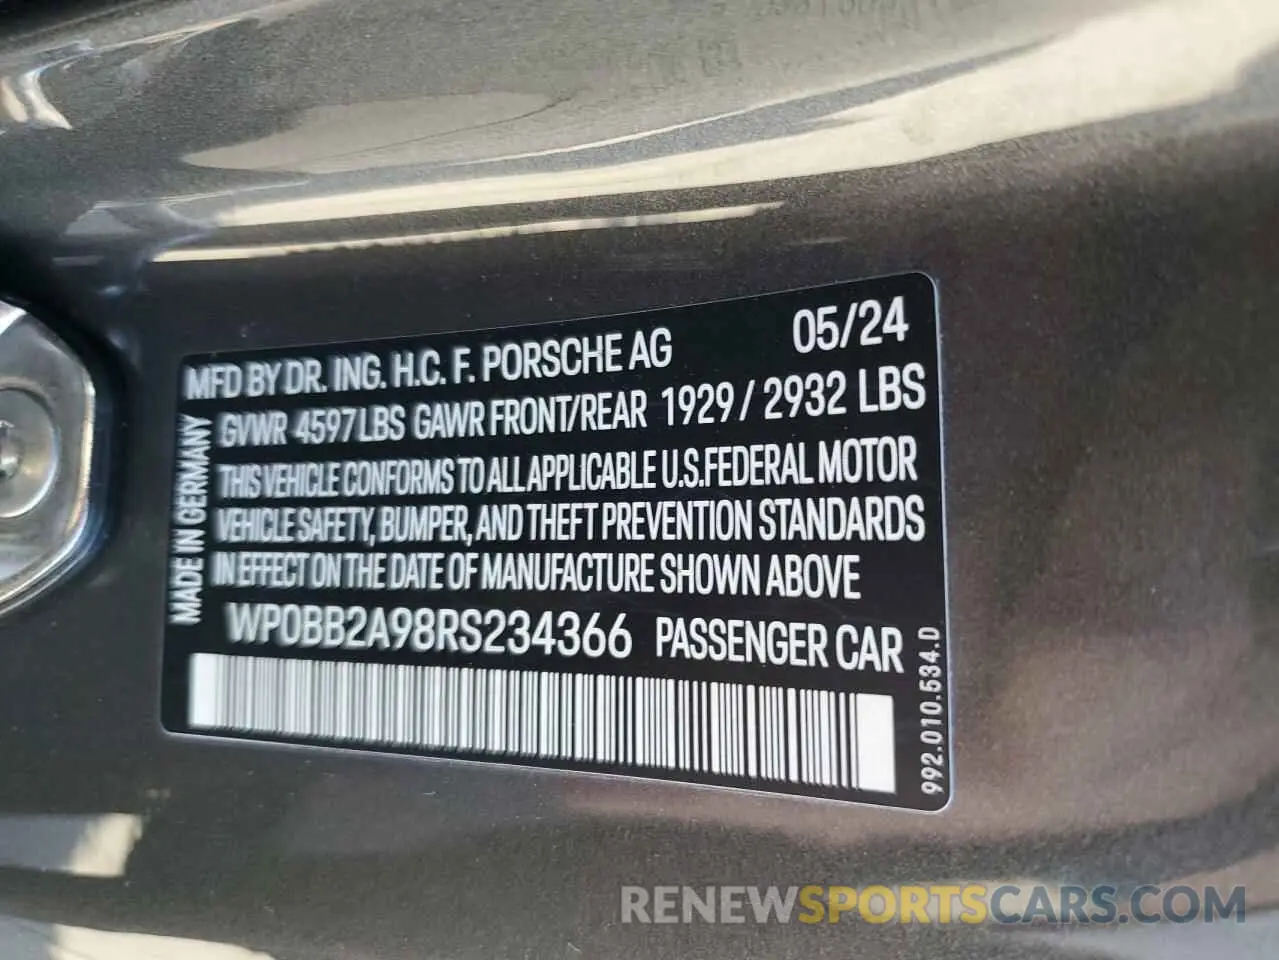 MFD BY DR. ING. H.C. F. PORSCHE AG 05/24
GVWR 4597 LBS GAWR FRONT/REAR 1929 / 2932 LBS
THIS VEHICLE CONFORMS TO ALL APPLICABLE U.S. FEDERAL MOTOR
VEHICLE SAFETY, BUMPER, AND THEFT PREVENTION STANDARDS
IN EFFECT ON THE DATE OF MANUFACTURE SHOWN ABOVE
WP0BB2A98RS234366 PASSENGER CAR
MADE IN GERMANY
992.010.534.D
RENEWSPORTSCARS.COM